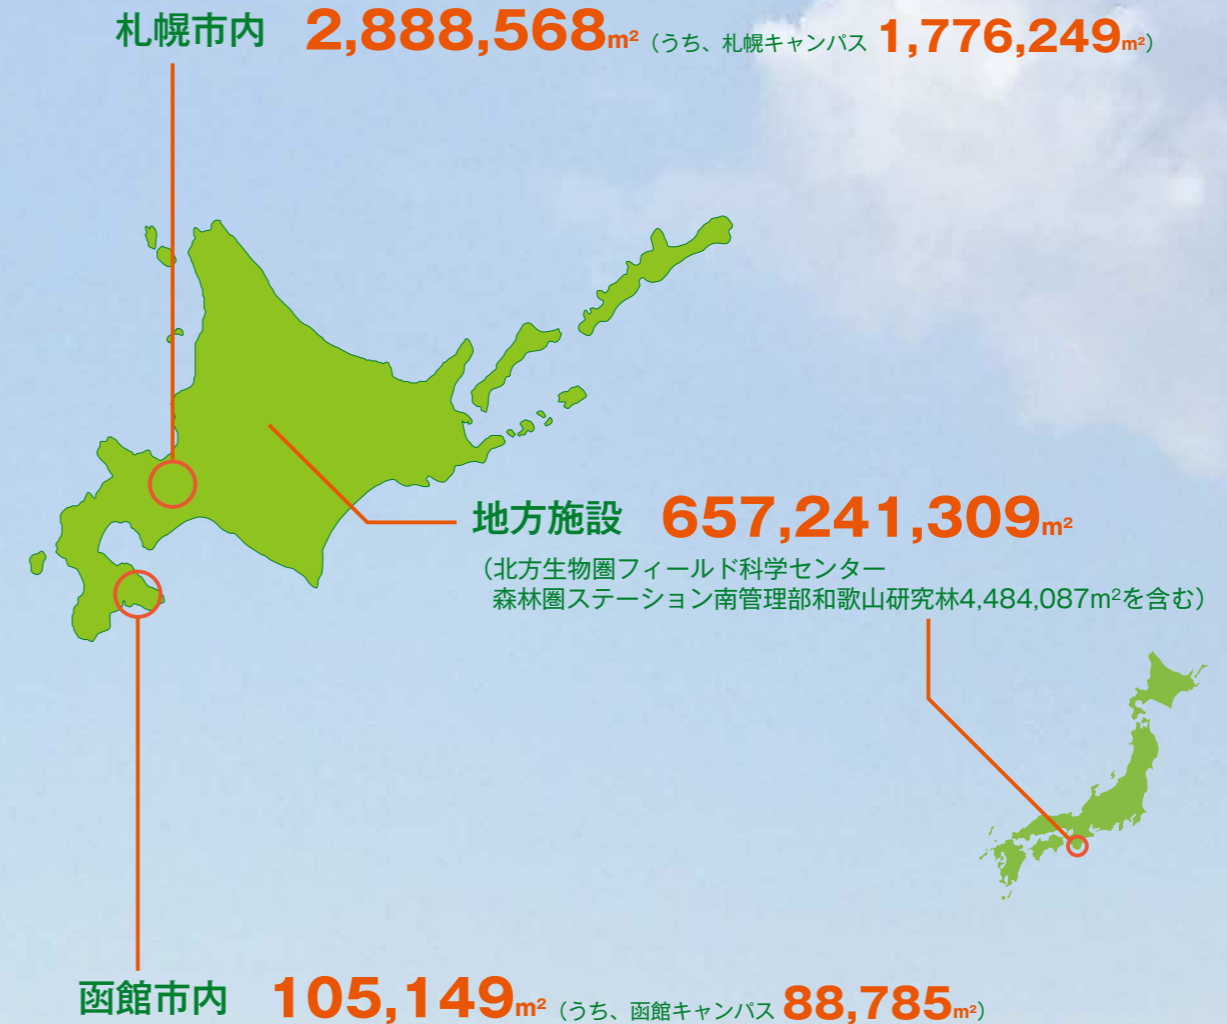 札幌市内 2,888,568m²（うち、札幌キャンパス 1,776,249m²）
地方施設 657,241,309m²
（北方生物圏フィールド科学センター
森林圏ステーション南管理部和歌山研究林4,484,087m²を含む）
函館市内 105,149m²（うち、函館キャンパス 88,785m²）